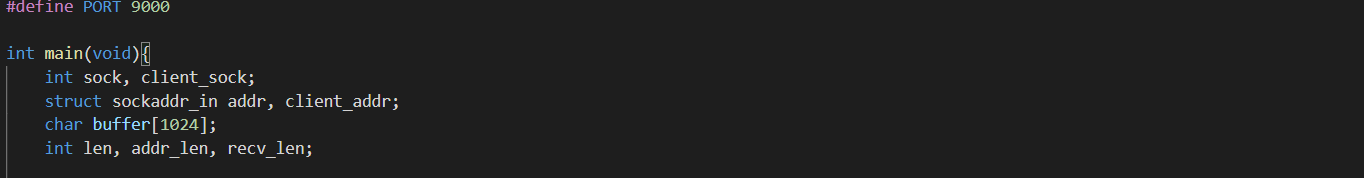 #define PORT 9000
int main(void){
int sock, client_sock;
struct sockaddr_in addr, client_addr;
char buffer[1024];
int len, addr_len, recv_len;